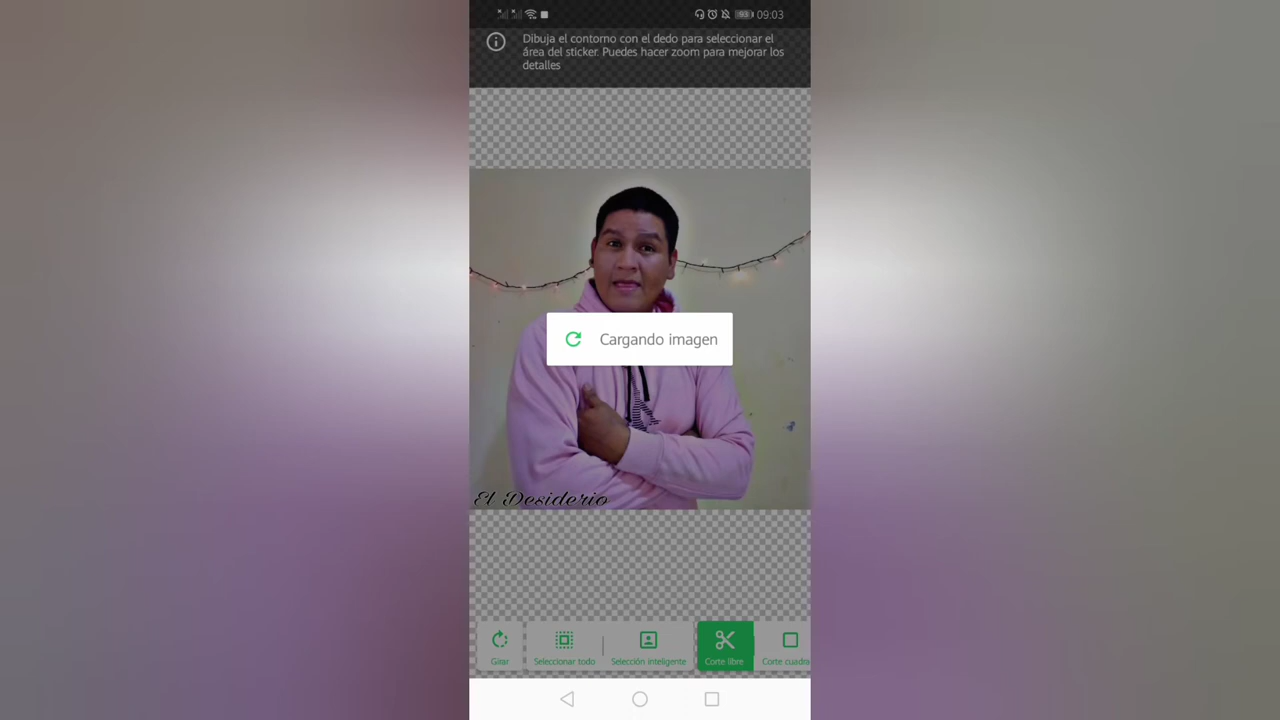 93 09:03
Dibuja el contorno con el dedo para seleccionar el
área del sticker. Puedes hacer zoom para mejorar los
detalles
Cargando imagen
El Desiderio
Girar
Seleccionar todo
Selección inteligente
Corte libre
Corte cuadra